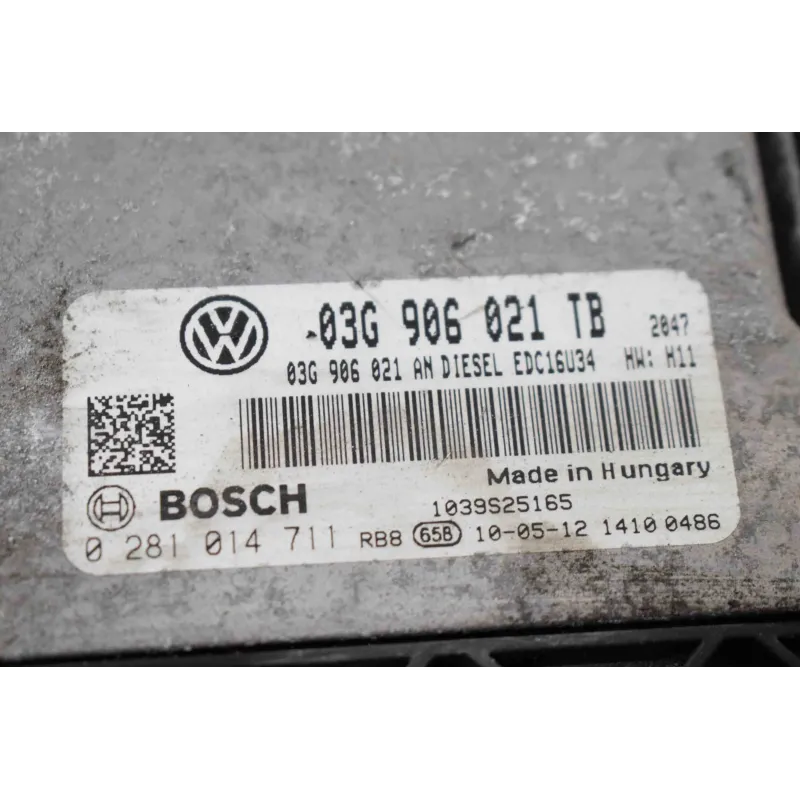 03G 906 021 TB 2047
03G 906 021 AN DIESEL EDC16U34 HW: H11
Made in Hungary
BOSCH 1039S25165
0 281 014 711 RB8 65B 10-05-12 1410 0486